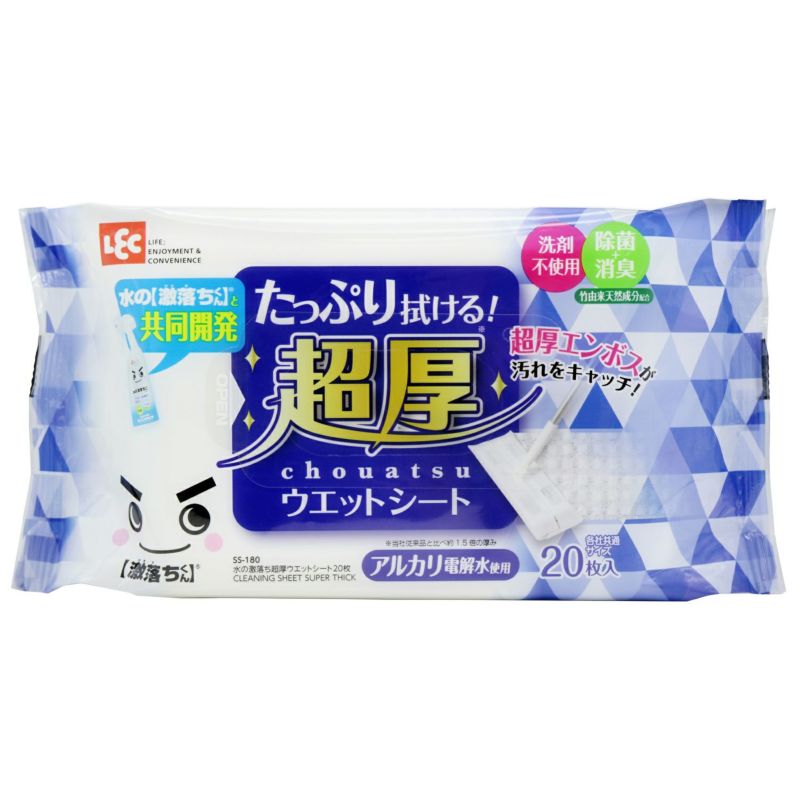 LEC
LIFE;
ENJOYMENT &
CONVENIENCE
水の【激落ちくん】®と
共同開発
たっぷり拭ける!
超厚※
chouatsu
ウエットシート
OPEN
洗剤
不使用
除菌
+
消臭
竹由来天然成分配合
超厚エンボスが
汚れをキャッチ!
【激落ちくん】®
SS-180
水の激落ち超厚ウエットシート20枚
CLEANING SHEET SUPER THICK
※当社従来品と比べ約1.5倍の厚み
アルカリ電解水使用
各社共通
サイズ
20枚入